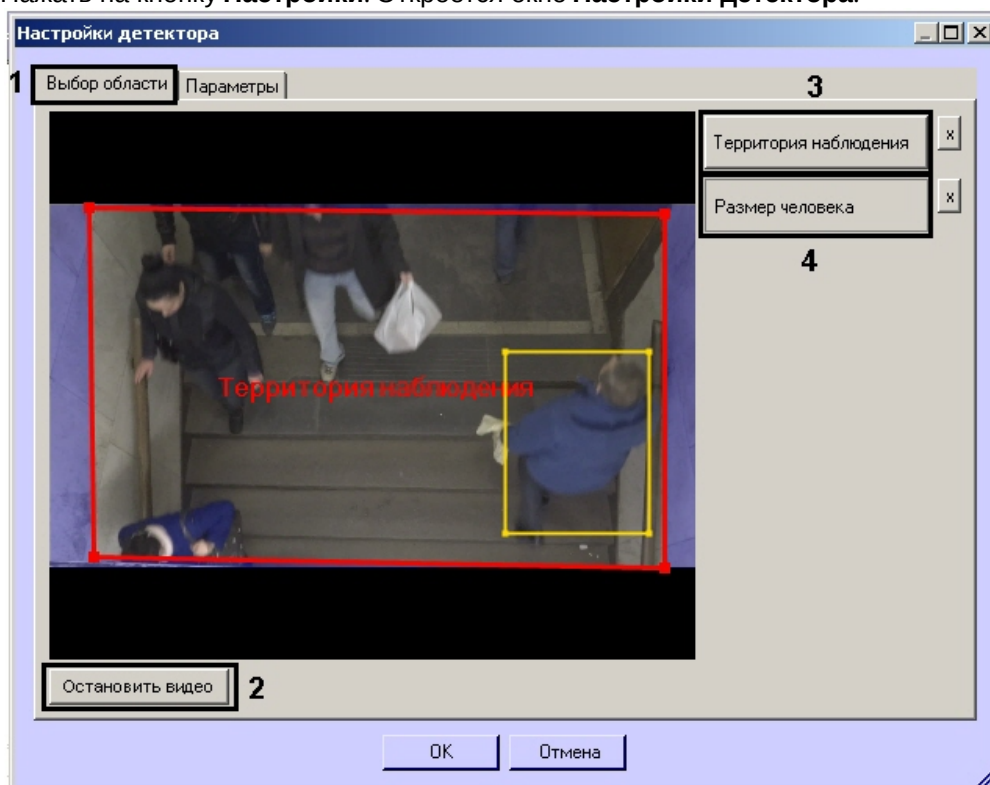 Нажать на кнопку Настройки. Откроется окно Настройки детектора.
Настройки детектора
1
Выбор области
Параметры
3
Территория наблюдения
x
Размер человека
x
4
Территория наблюдения
Остановить видео
2
OK
Отмена